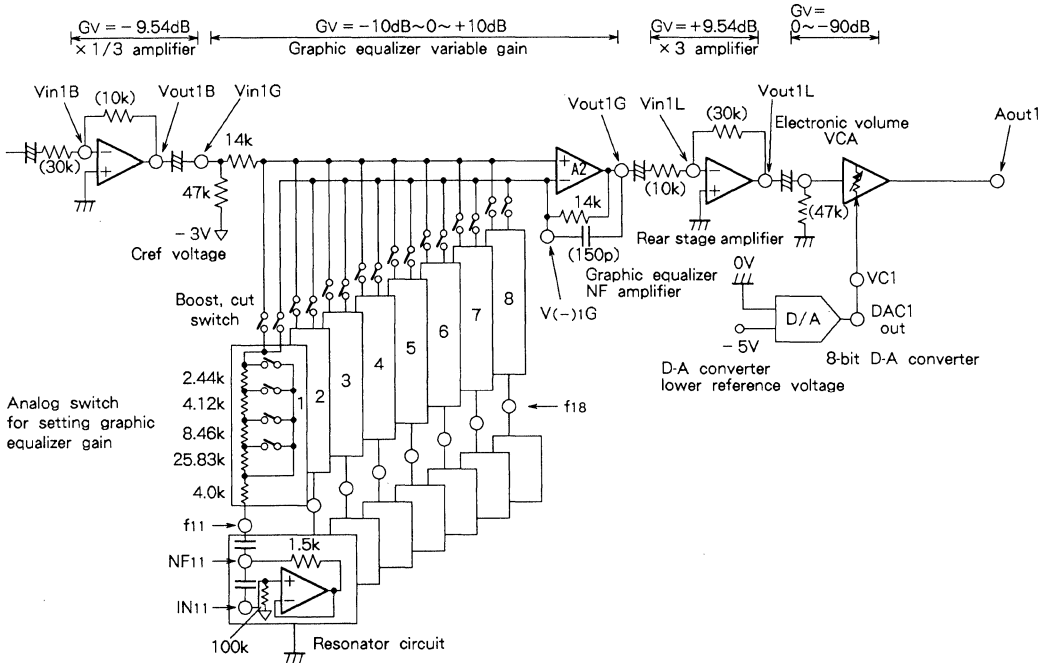 GV = − 9.54dB
× 1/3 amplifier
GV = −10dB∼0∼ +10dB
Graphic equalizer variable gain
GV = +9.54dB
× 3 amplifier
GV =
0∼−90dB
Vin1B
(10k)
Vout1B
Vin1G
(30k)
14k
47k
−3V
Cref voltage
Vout1G
Vin1L
(30k)
Vout1L
Electronic volume
VCA
Aout1
A2
14k
(150p)
(10k)
(47k)
Rear stage amplifier
Graphic equalizer
NF amplifier
V(−)1G
0V
VC1
D/A
DAC1
out
−5V
8-bit D-A converter
D-A converter
lower reference voltage
Boost, cut
switch
1
2
3
4
5
6
7
8
Analog switch
for setting graphic
equalizer gain
2.44k
4.12k
8.46k
25.83k
4.0k
f18
f11
NF11
IN11
1.5k
100k
Resonator circuit